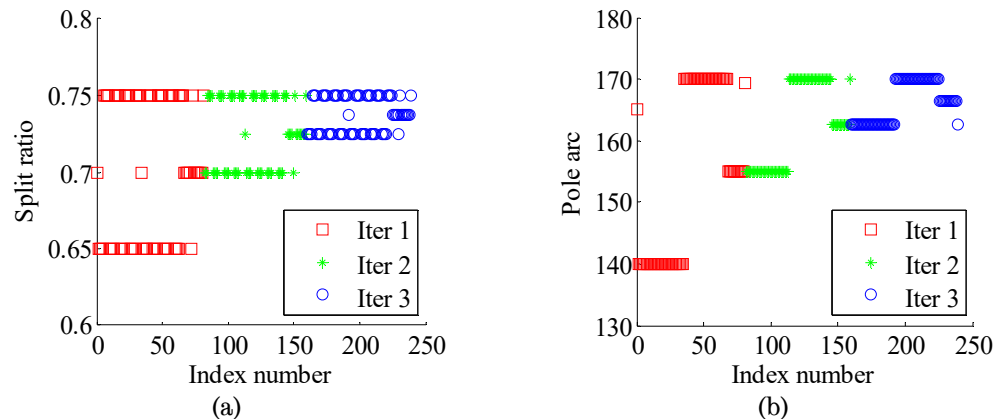 0.8
0.75
0.7
0.65
0.6
Split ratio
0 50 100 150 200 250
Index number
Iter 1
Iter 2
Iter 3
(a)
170
160
150
140
130
Pole arc
0 50 100 150 200 250
Index number
Iter 1
Iter 2
Iter 3
(b)